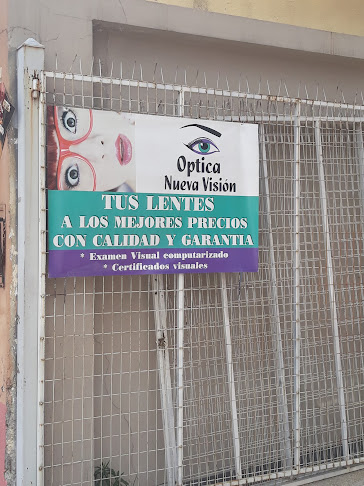 Optica
Nueva Visión
TUS LENTES
A LOS MEJORES PRECIOS
CON CALIDAD Y GARANTIA
* Examen Visual computarizado
* Certificados visuales